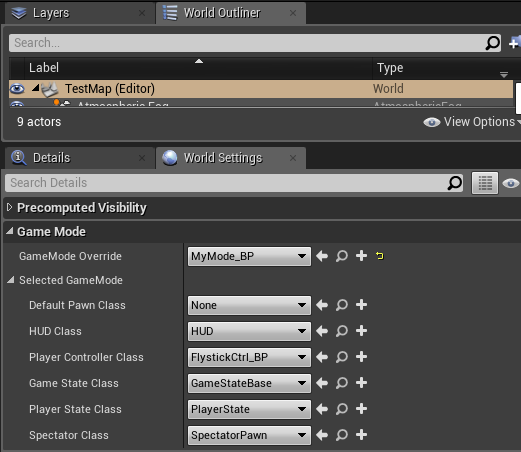 Layers World Outliner
Search...
Label Type
TestMap (Editor) World
Atmospheric Fog AtmosphericFog
9 actors View Options
Details World Settings
Search Details
Precomputed Visibility
Game Mode
GameMode Override MyMode_BP
Selected GameMode
Default Pawn Class None
HUD Class HUD
Player Controller Class FlystickCtrl_BP
Game State Class GameStateBase
Player State Class PlayerState
Spectator Class SpectatorPawn